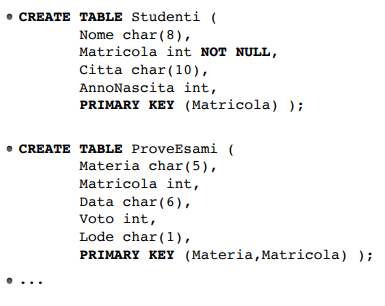 • CREATE TABLE Studenti (
Nome char(8),
Matricola int NOT NULL,
Citta char(10),
AnnoNascita int,
PRIMARY KEY (Matricola) );
• CREATE TABLE ProveEsami (
Materia char(5),
Matricola int,
Data char(6),
Voto int,
Lode char(1),
PRIMARY KEY (Materia,Matricola) );
• ...